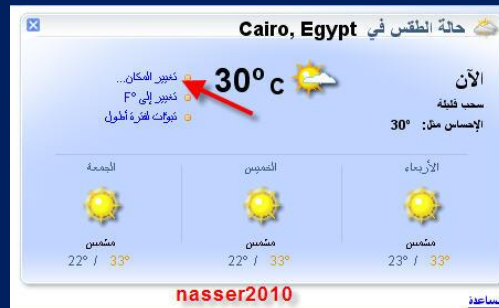 حالة الطقس في Cairo, Egypt
الآن
سحب قليلة
الإحساس مثل: 30°
30° C
تغيير المكان...
تغيير إلى F°
تنبؤات لفترة أطول
الأربعاء
الخميس
الجمعة
مشمس
مشمس
مشمس
23° / 33°
22° / 33°
22° / 33°
nasser2010